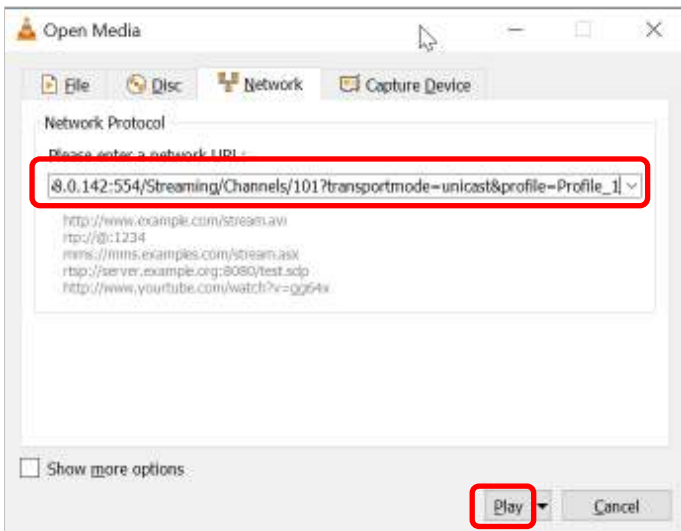 Open Media
File Disc Network Capture Device
Network Protocol
Please enter a network URL:
8.0.142:554/Streaming/Channels/101?transportmode=unicast&profile=Profile_1
http://www.example.com/stream.avi
rtp://@:1234
mms://mms.examples.com/stream.asx
rtsp://server.example.org:8080/test.sdp
http://www.yourtube.com/watch?v=gg64x
Show more options
Play Cancel